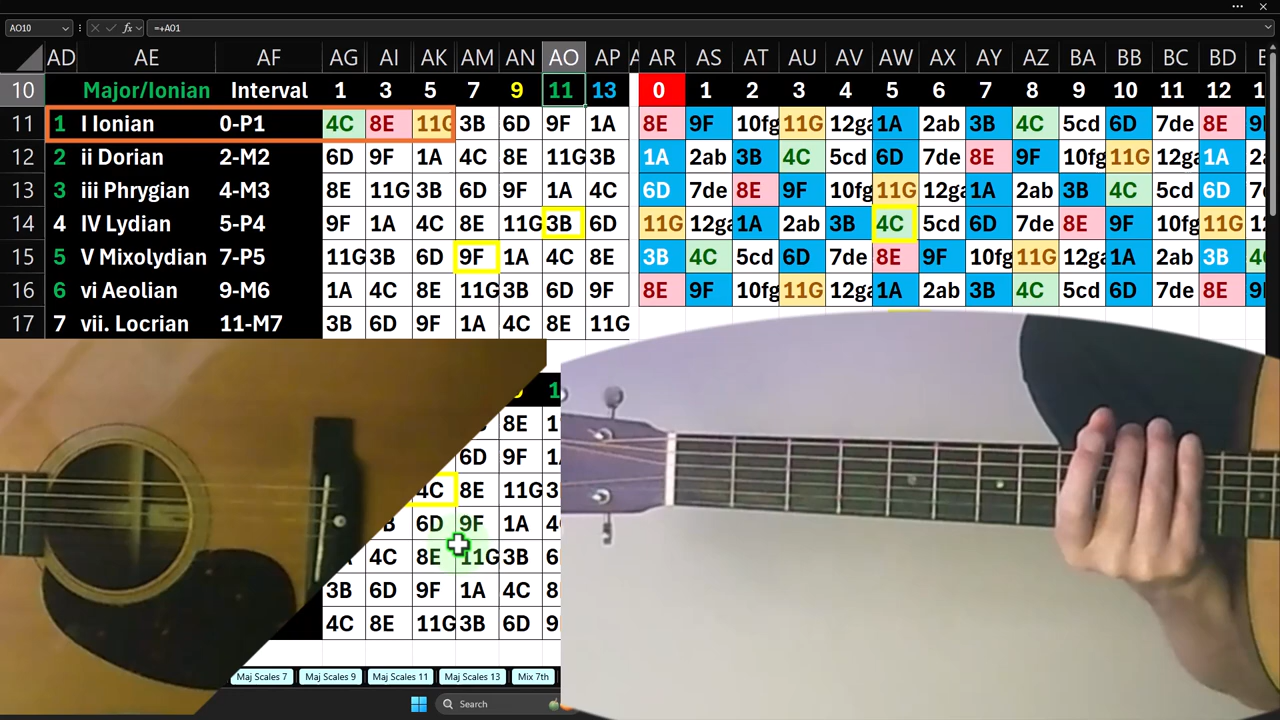 AO10 fx =+AO1
AD AE AF AG AI AK AM AN AO AP AR AS AT AU AV AW AX AY AZ BA BB BC BD
10 Major/Ionian Interval 1 3 5 7 9 11 13 0 1 2 3 4 5 6 7 8 9 10 11 12
11 1 I Ionian 0-P1 4C 8E 11G 3B 6D 9F 1A 8E 9F 10fg 11G 12ga 1A 2ab 3B 4C 5cd 6D 7de 8E
12 2 ii Dorian 2-M2 6D 9F 1A 4C 8E 11G 3B 1A 2ab 3B 4C 5cd 6D 7de 8E 9F 10fg 11G 12ga 1A
13 3 iii Phrygian 4-M3 8E 11G 3B 6D 9F 1A 4C 6D 7de 8E 9F 10fg 11G 12ga 1A 2ab 3B 4C 5cd 6D
14 4 IV Lydian 5-P4 9F 1A 4C 8E 11G 3B 6D 11G 12ga 1A 2ab 3B 4C 5cd 6D 7de 8E 9F 10fg 11G
15 5 V Mixolydian 7-P5 11G 3B 6D 9F 1A 4C 8E 3B 4C 5cd 6D 7de 8E 9F 10fg 11G 12ga 1A 2ab 3B
16 6 vi Aeolian 9-M6 1A 4C 8E 11G 3B 6D 9F 8E 9F 10fg 11G 12ga 1A 2ab 3B 4C 5cd 6D 7de 8E
17 7 vii. Locrian 11-M7 3B 6D 9F 1A 4C 8E 11G
8E
6D 9F
4C 8E 11G
6D 9F 1A
4C 8E 11G 3B
3B 6D 9F 1A 4C 8E
4C 8E 11G 3B 6D
Maj Scales 7 Maj Scales 9 Maj Scales 11 Maj Scales 13 Mix 7th
Search